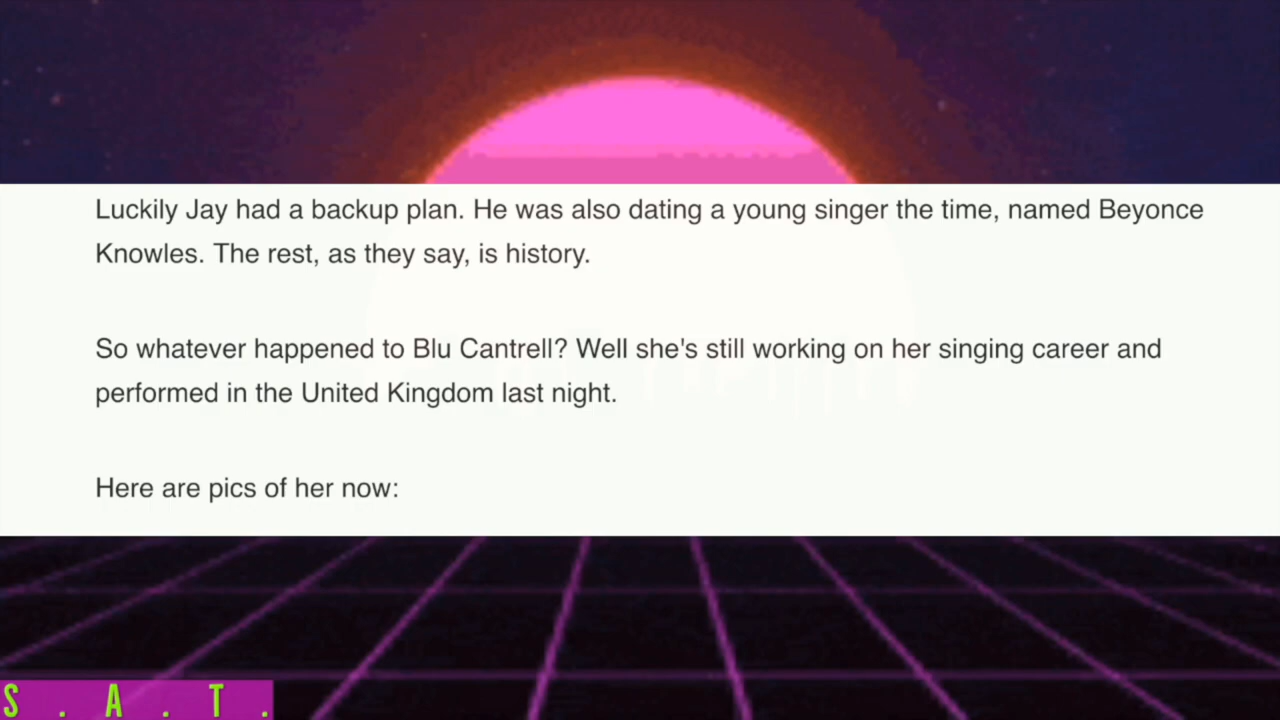 Luckily Jay had a backup plan. He was also dating a young singer the time, named Beyonce
Knowles. The rest, as they say, is history.
So whatever happened to Blu Cantrell? Well she's still working on her singing career and
performed in the United Kingdom last night.
Here are pics of her now:
S . A . T .